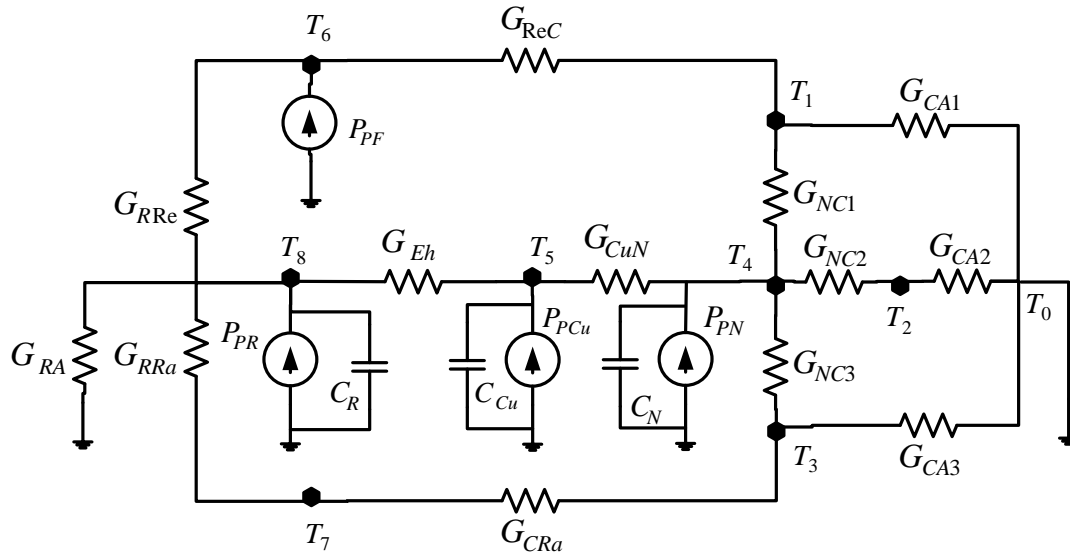 T6
GReC
T1
GCA1
PPF
GRRe
GNC1
T8
GEh
T5
GCuN
T4
GNC2
GCA2
PPR
PPCu
PPN
T2
T0
GRA
GRRa
CR
CCu
CN
GNC3
T3
GCA3
T7
GCRa